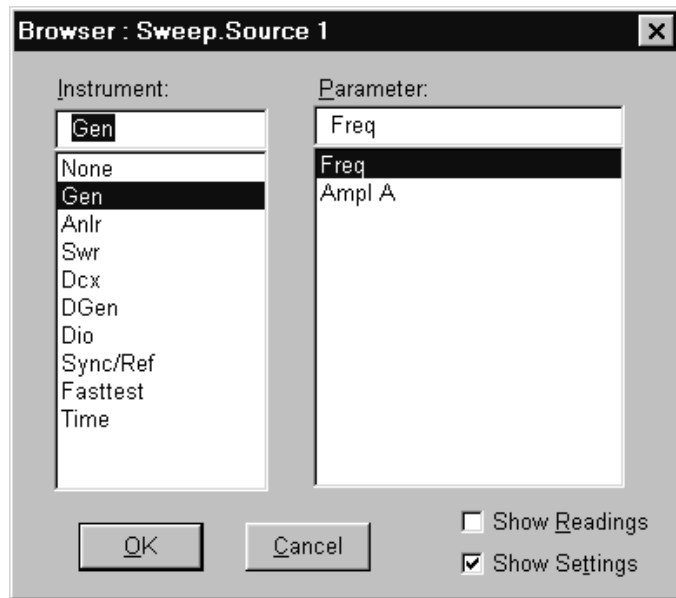 Browser : Sweep.Source 1
Instrument:
Gen
None
Gen
Anlr
Swr
Dcx
DGen
Dio
Sync/Ref
Fasttest
Time
Parameter:
Freq
Freq
Ampl A
OK
Cancel
Show Readings
Show Settings